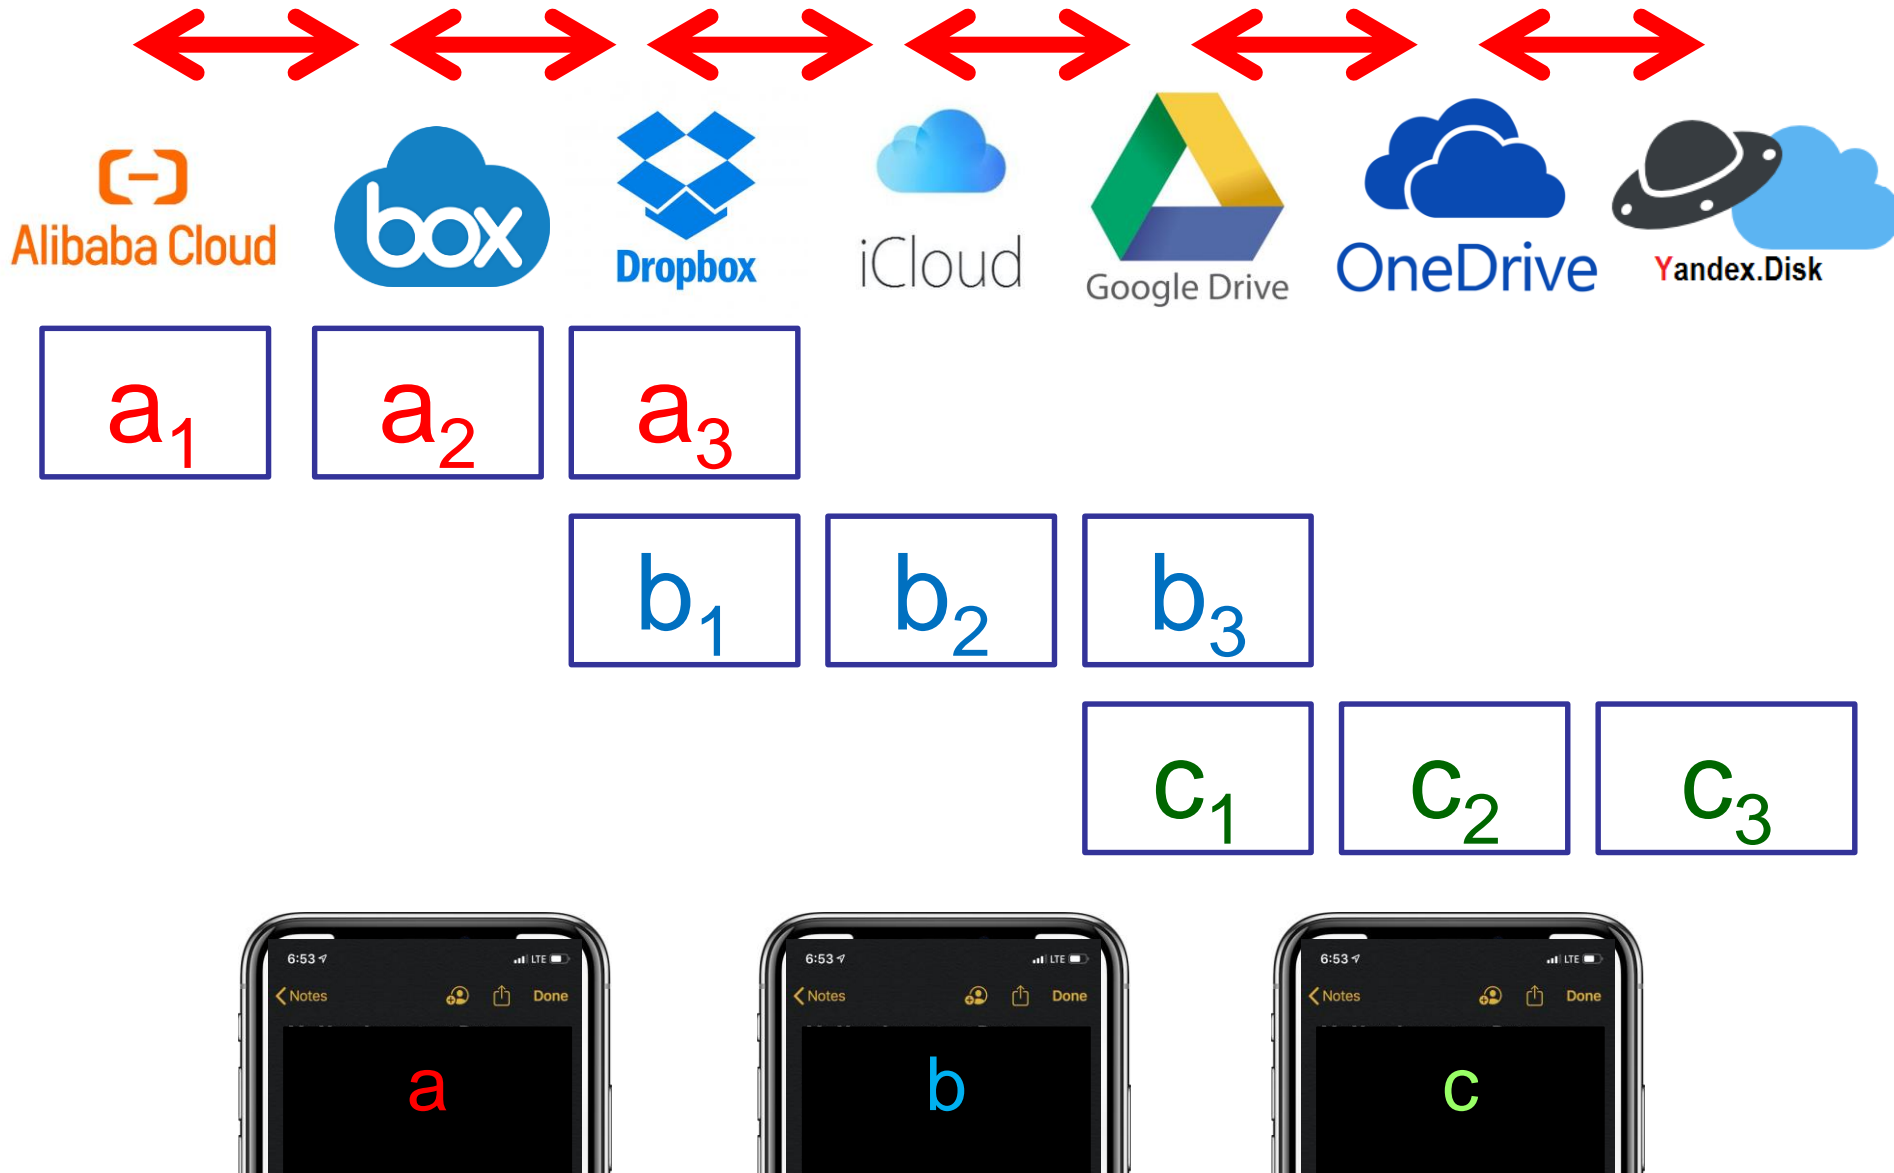 (-)
Alibaba Cloud
box
Dropbox
iCloud
Google Drive
OneDrive
Yandex.Disk
a1 a2 a3
b1 b2 b3
c1 c2 c3
6:53 LTE 6:53 LTE 6:53 LTE
Notes Done Notes Done Notes Done
a b c